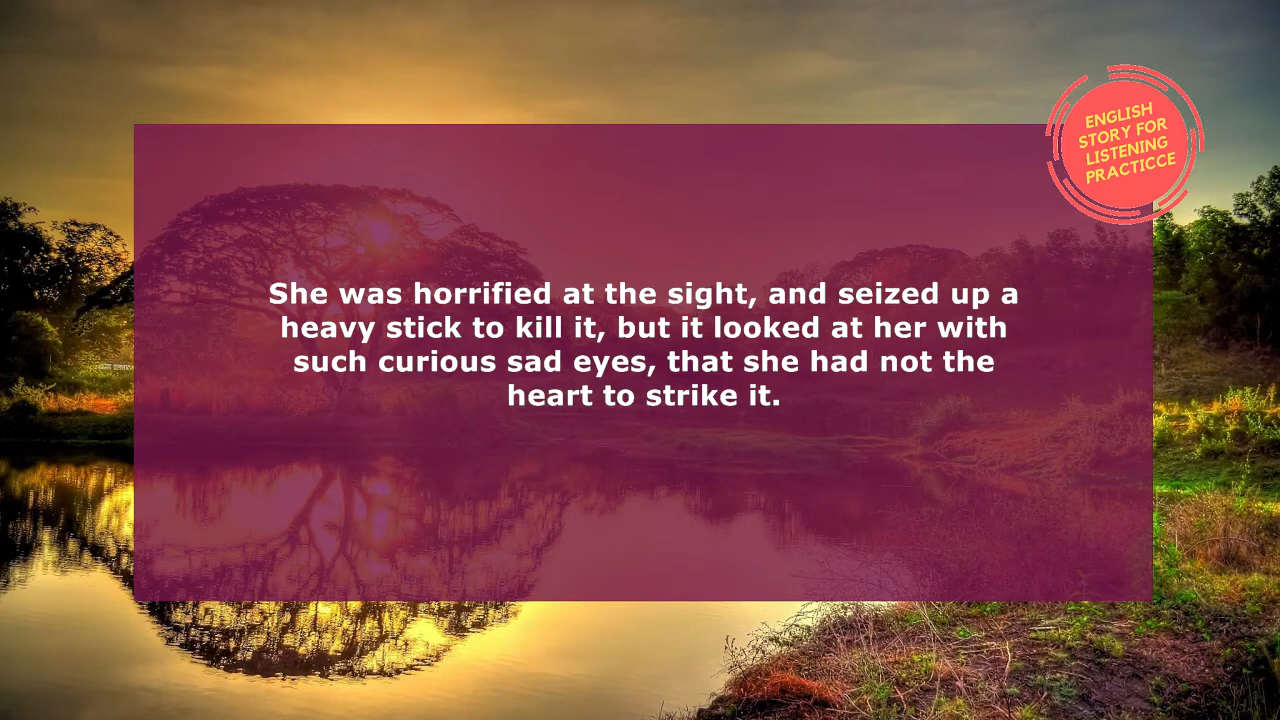 ENGLISH
STORY FOR
LISTENING
PRACTICCE
She was horrified at the sight, and seized up a
heavy stick to kill it, but it looked at her with
such curious sad eyes, that she had not the
heart to strike it.